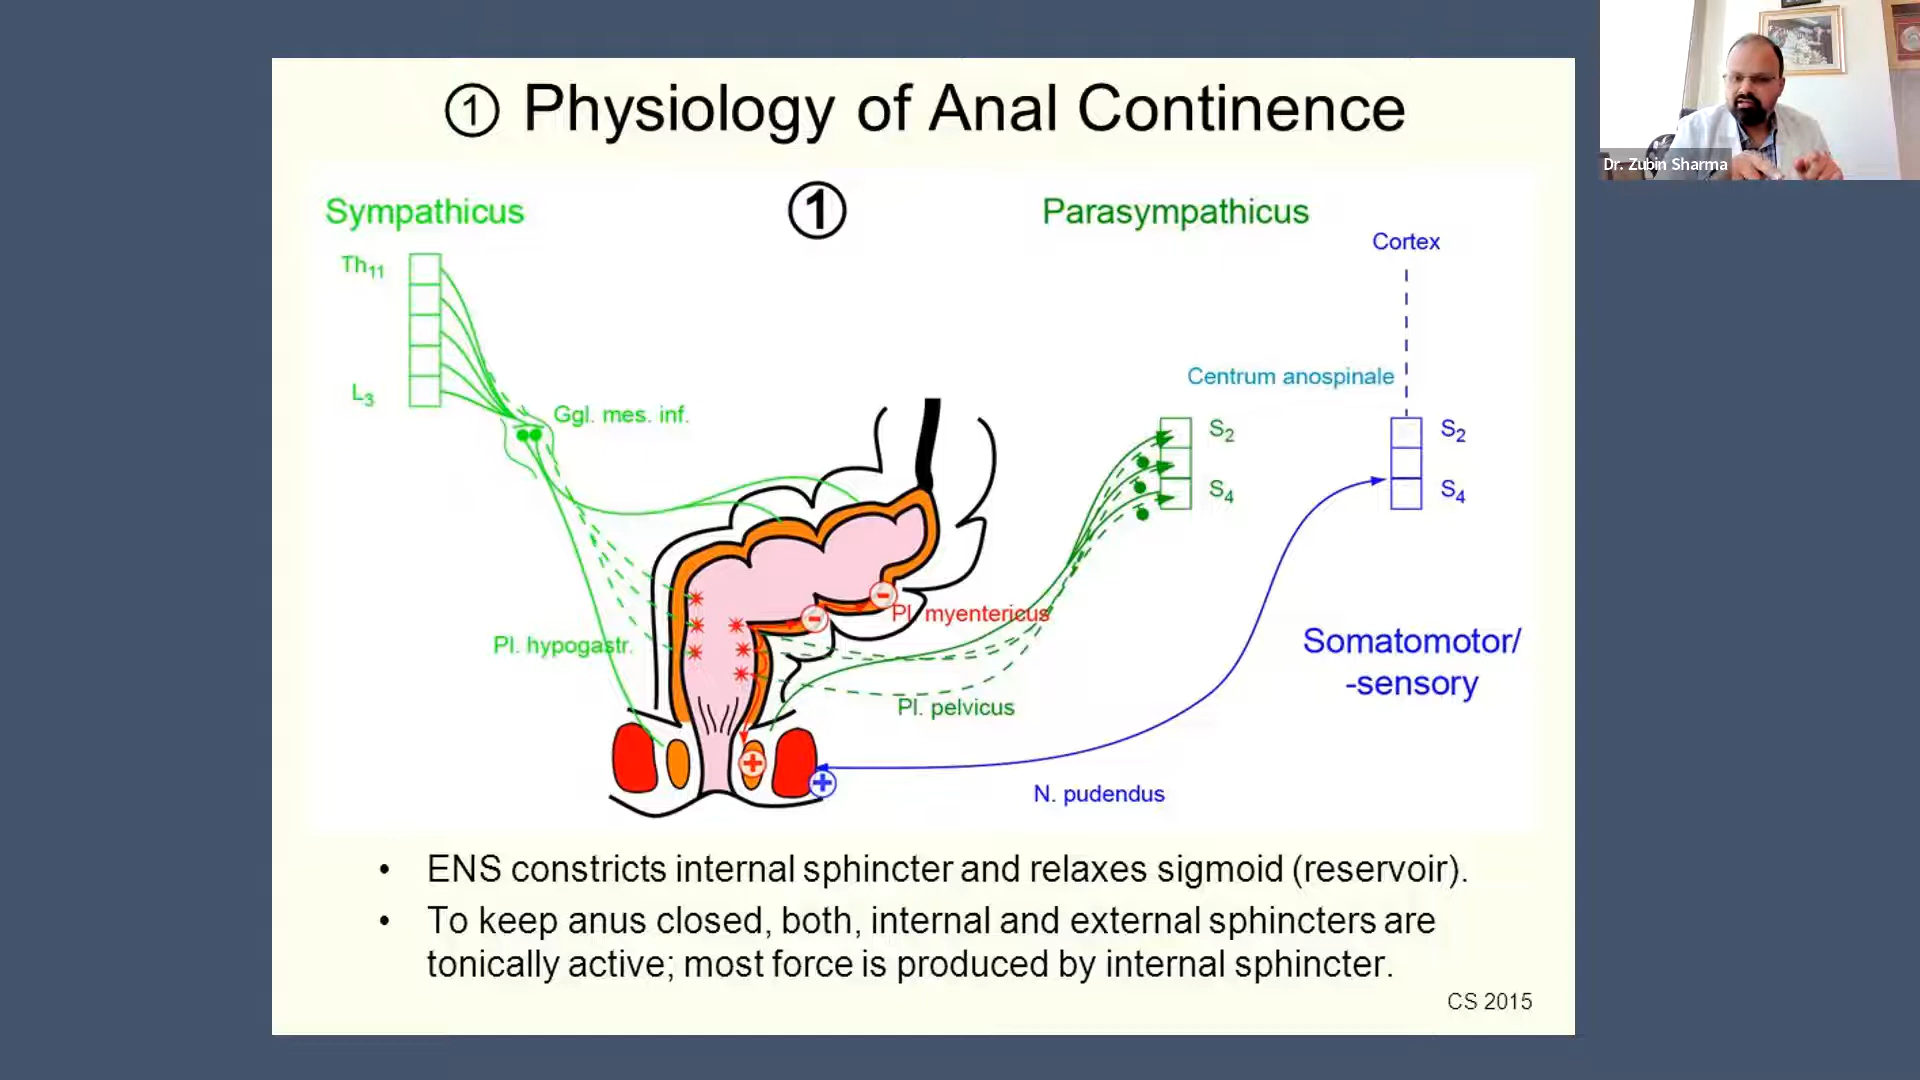 ① Physiology of Anal Continence
Sympathicus
①
Parasympathicus
Cortex
Th11
Centrum anospinale
L3
Ggl. mes. inf.
S2
S2
S4
S4
Pl. myentericus
Pl. hypogastr.
Somatomotor/
-sensory
Pl. pelvicus
N. pudendus
• ENS constricts internal sphincter and relaxes sigmoid (reservoir).
• To keep anus closed, both, internal and external sphincters are
tonically active; most force is produced by internal sphincter.
CS 2015
Dr. Zubin Sharma